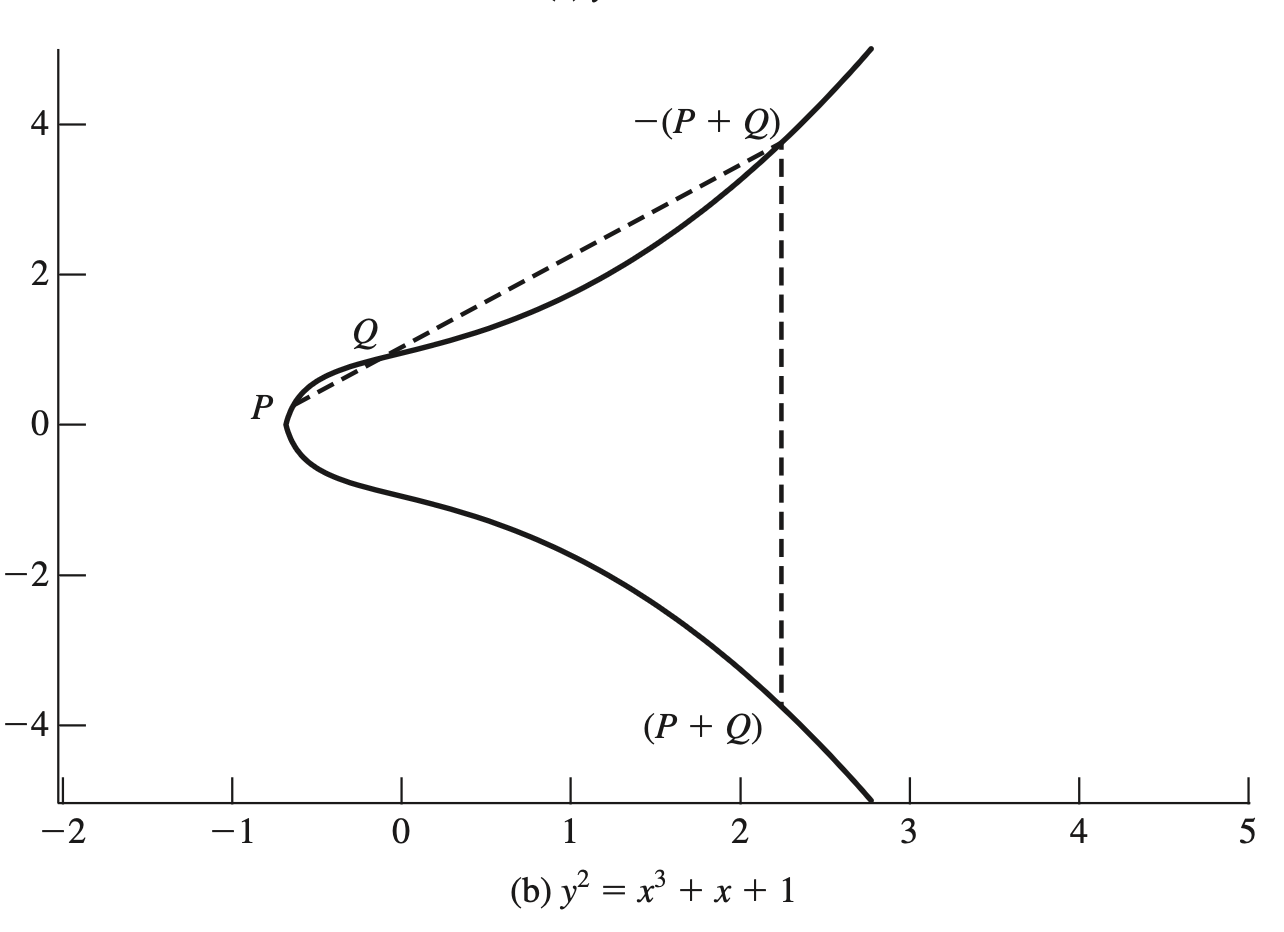 4
−(P + Q)
2
Q
P
0
−2
−4
(P + Q)
−2 −1 0 1 2 3 4 5
(b) y² = x³ + x + 1